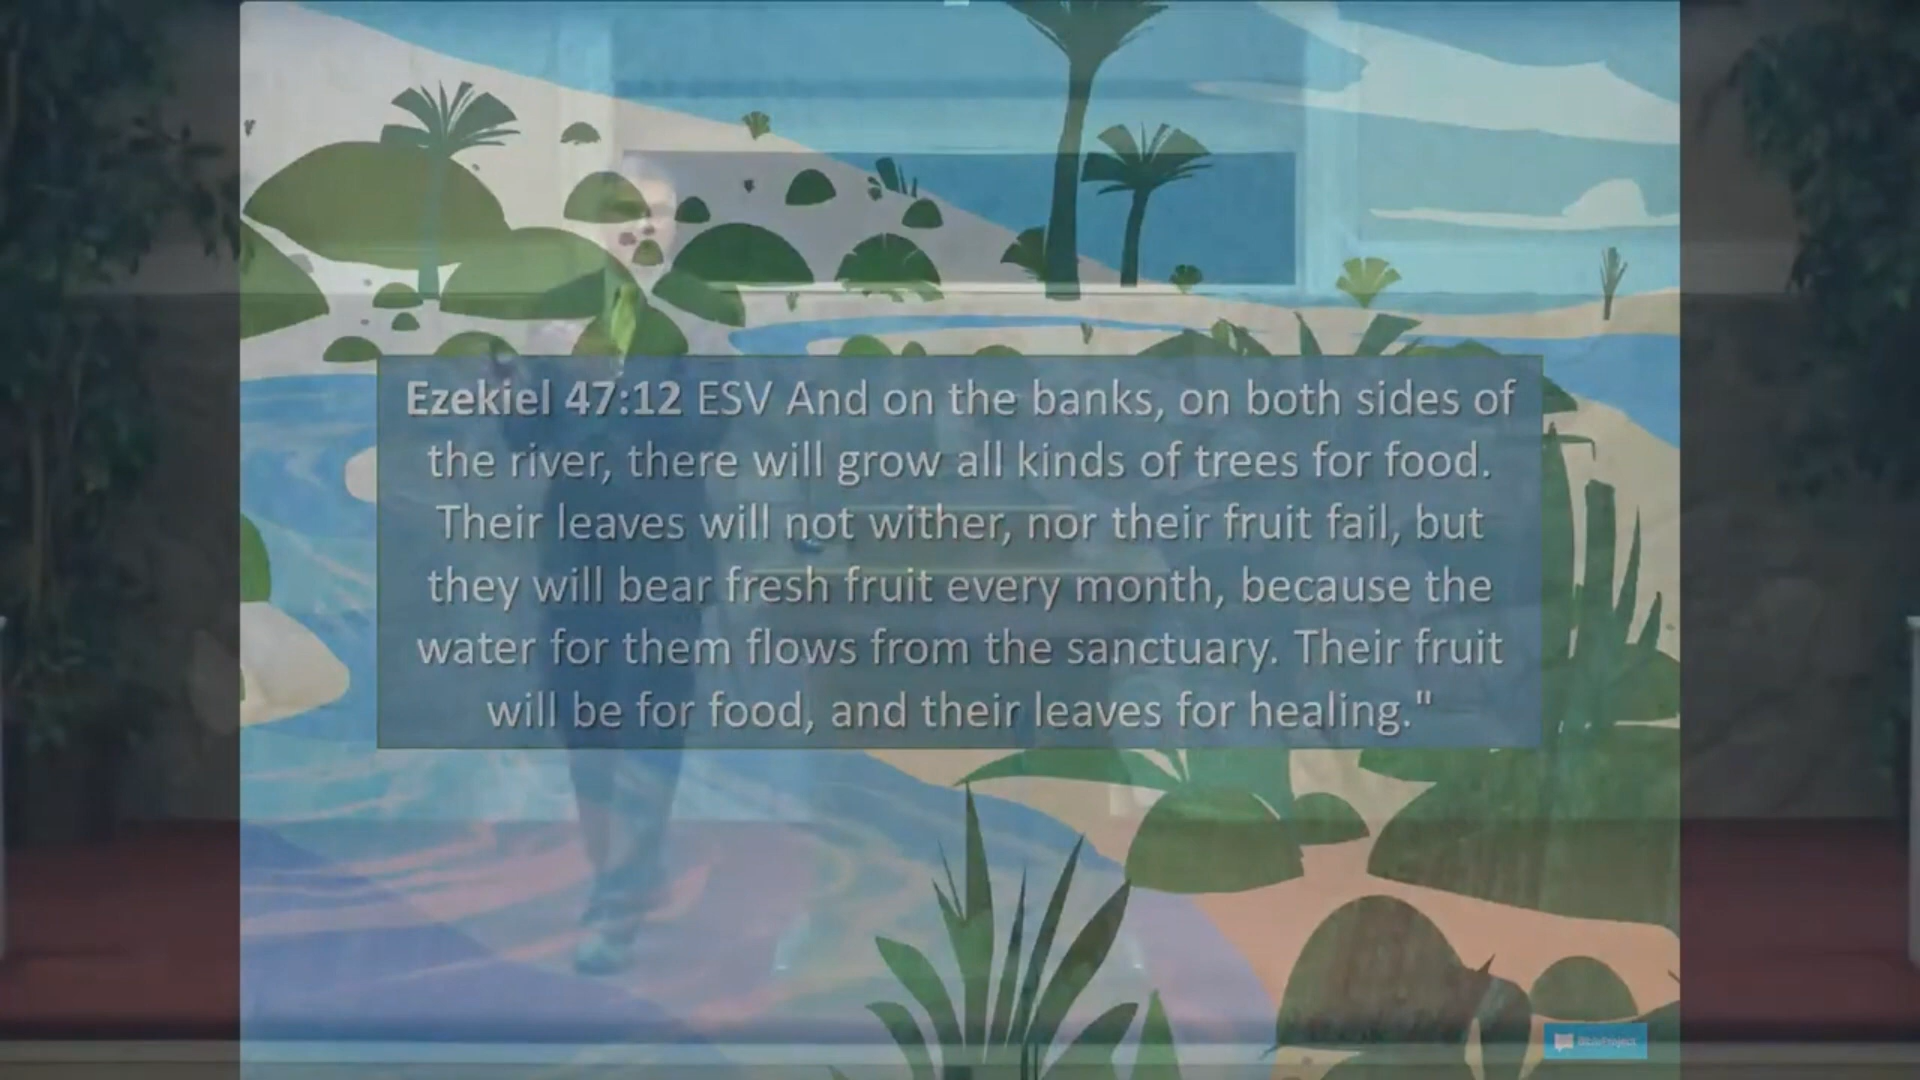 Ezekiel 47:12 ESV And on the banks, on both sides of
the river, there will grow all kinds of trees for food.
Their leaves will not wither, nor their fruit fail, but
they will bear fresh fruit every month, because the
water for them flows from the sanctuary. Their fruit
will be for food, and their leaves for healing."
BibleProject